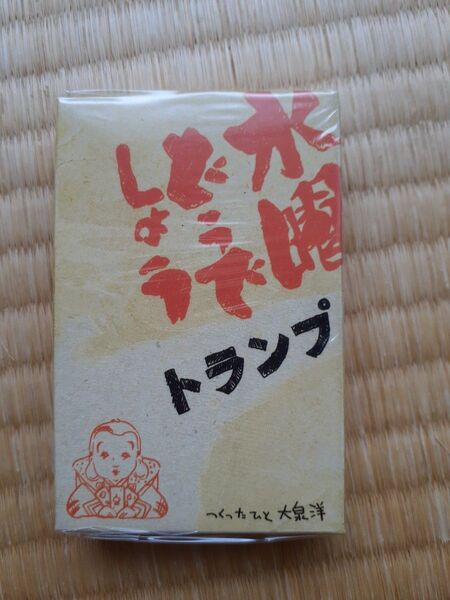 水曜
どうで
しょう
トランプ
つくったひと 大泉洋